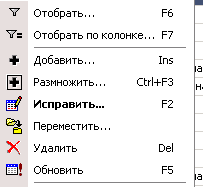 Отобрать... F6
Отобрать по колонке... F7
Добавить... Ins
Размножить... Ctrl+F3
Исправить... F2
Переместить...
Удалить Del
Обновить F5